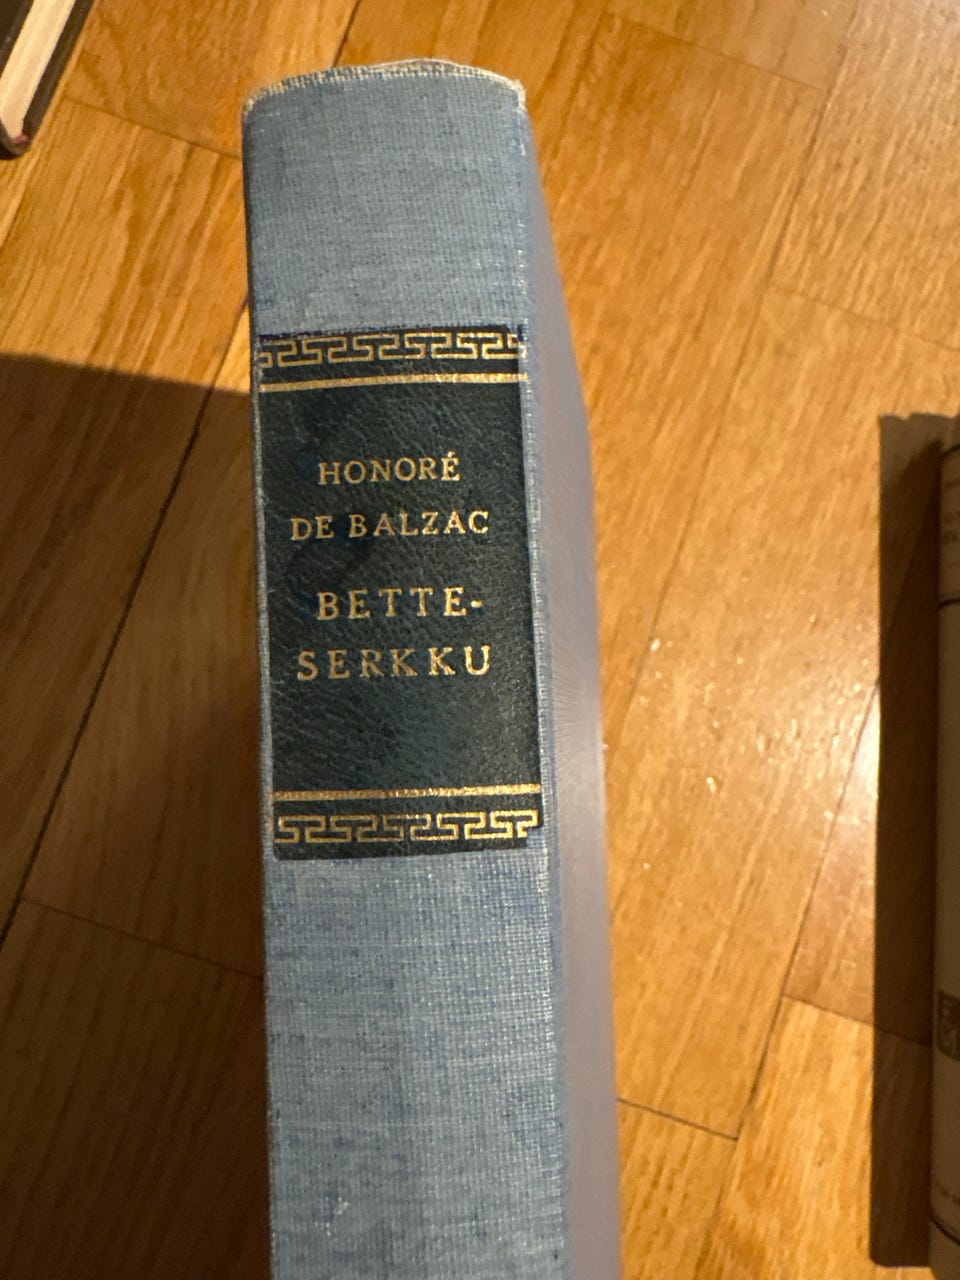 HONORÉ
DE BALZAC
BETTE-
SERKKU